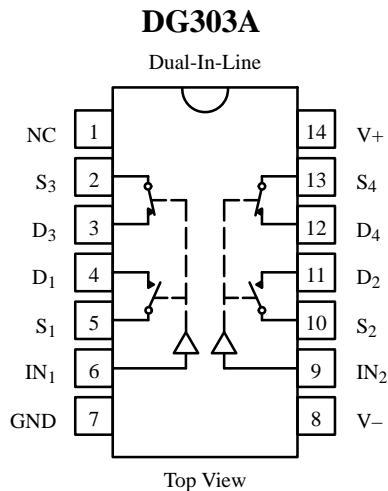 DG303A
Dual-In-Line
NC 1 14 V+
S3 2 13 S4
D3 3 12 D4
D1 4 11 D2
S1 5 10 S2
IN1 6 9 IN2
GND 7 8 V–
Top View